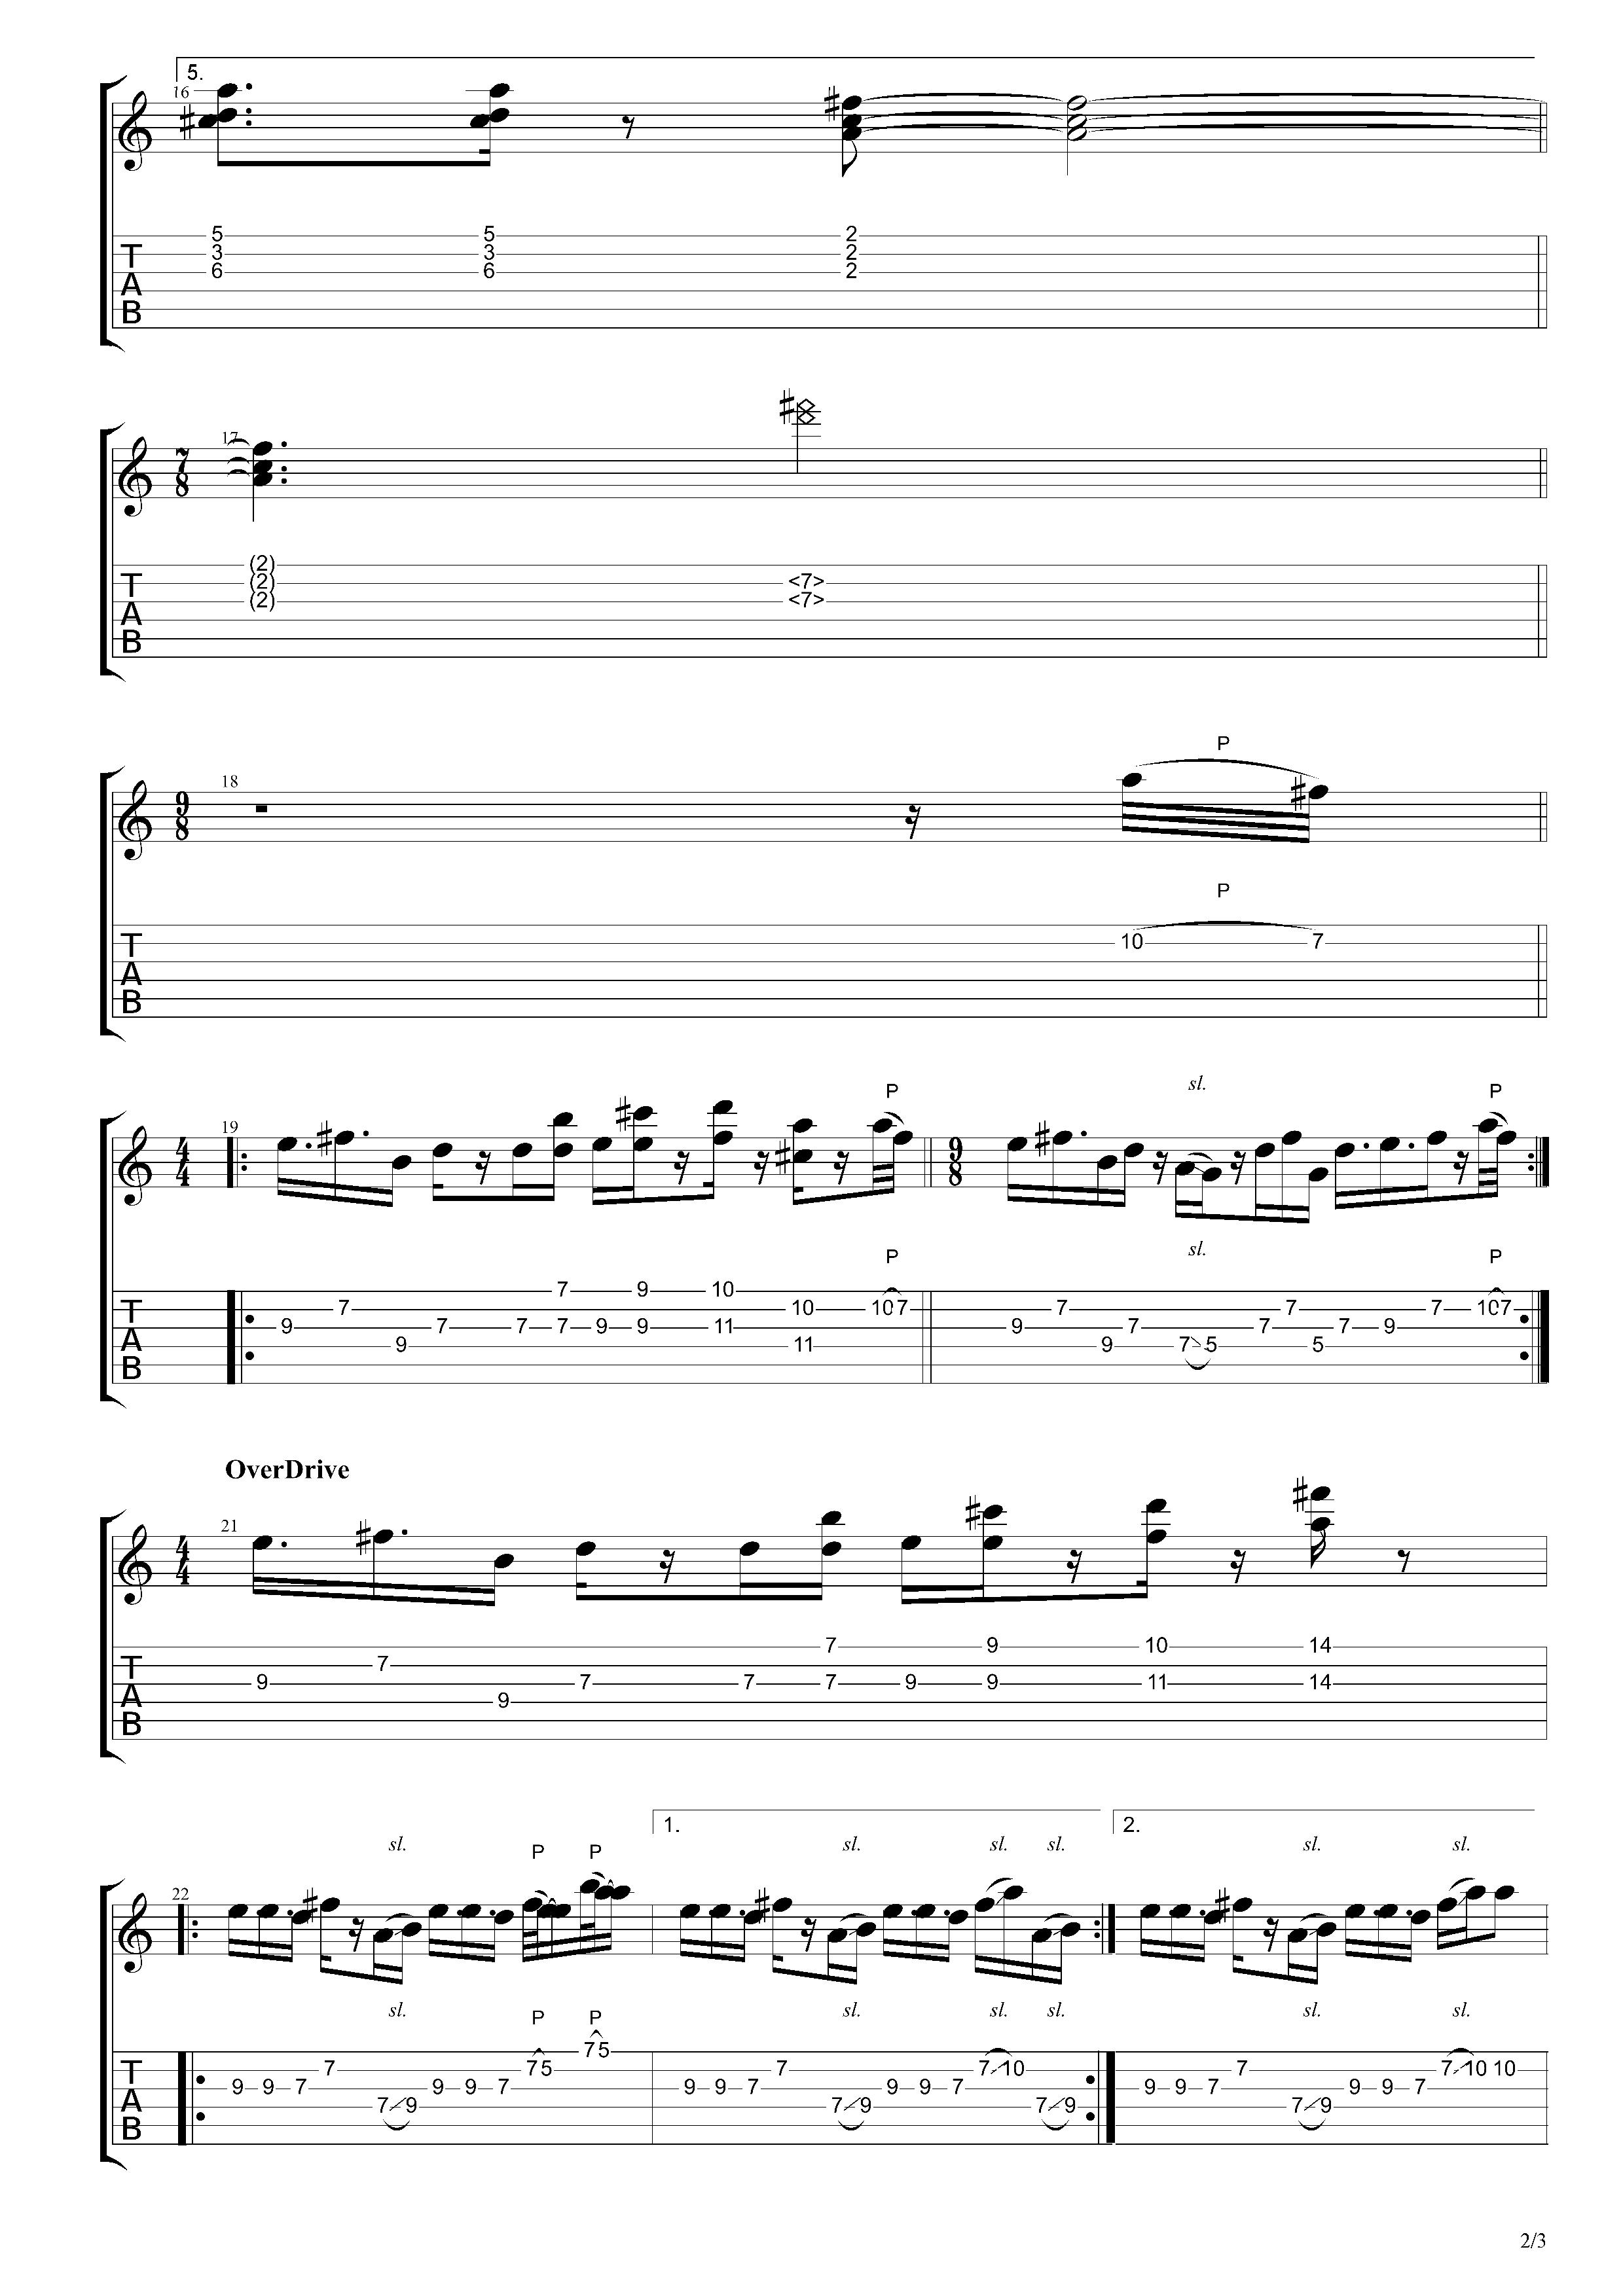 5.
16
5 5 2
T 3 3 2
6 6 2
A
B
17
7
8
(2)
T (2) <7>
(2) <7>
A
B
P
18
9
8
P
T 10 7
A
B
sl.
P P
19
4
4
9
8
sl.
P P
7 9 10
T 7 10 10 7 7 7 7 10 7
9 7 7 7 9 9 11 9 7 7 7 9
A 9 11 9 7 5 5
B
OverDrive
21
4
4
7 9 10 14
T 7
9 7 7 7 9 9 11 14
A 9
B
1. 2.
sl. P P sl. sl. sl. sl. sl.
22
sl. P P sl. sl. sl. sl. sl.
7 5
T 7 7 5 7 7 10 7 7 10 10
9 9 7 9 9 7 9 9 7 9 9 7 9 9 7 9 9 7
A 7 9 7 9 7 9 7 9
B
2/3